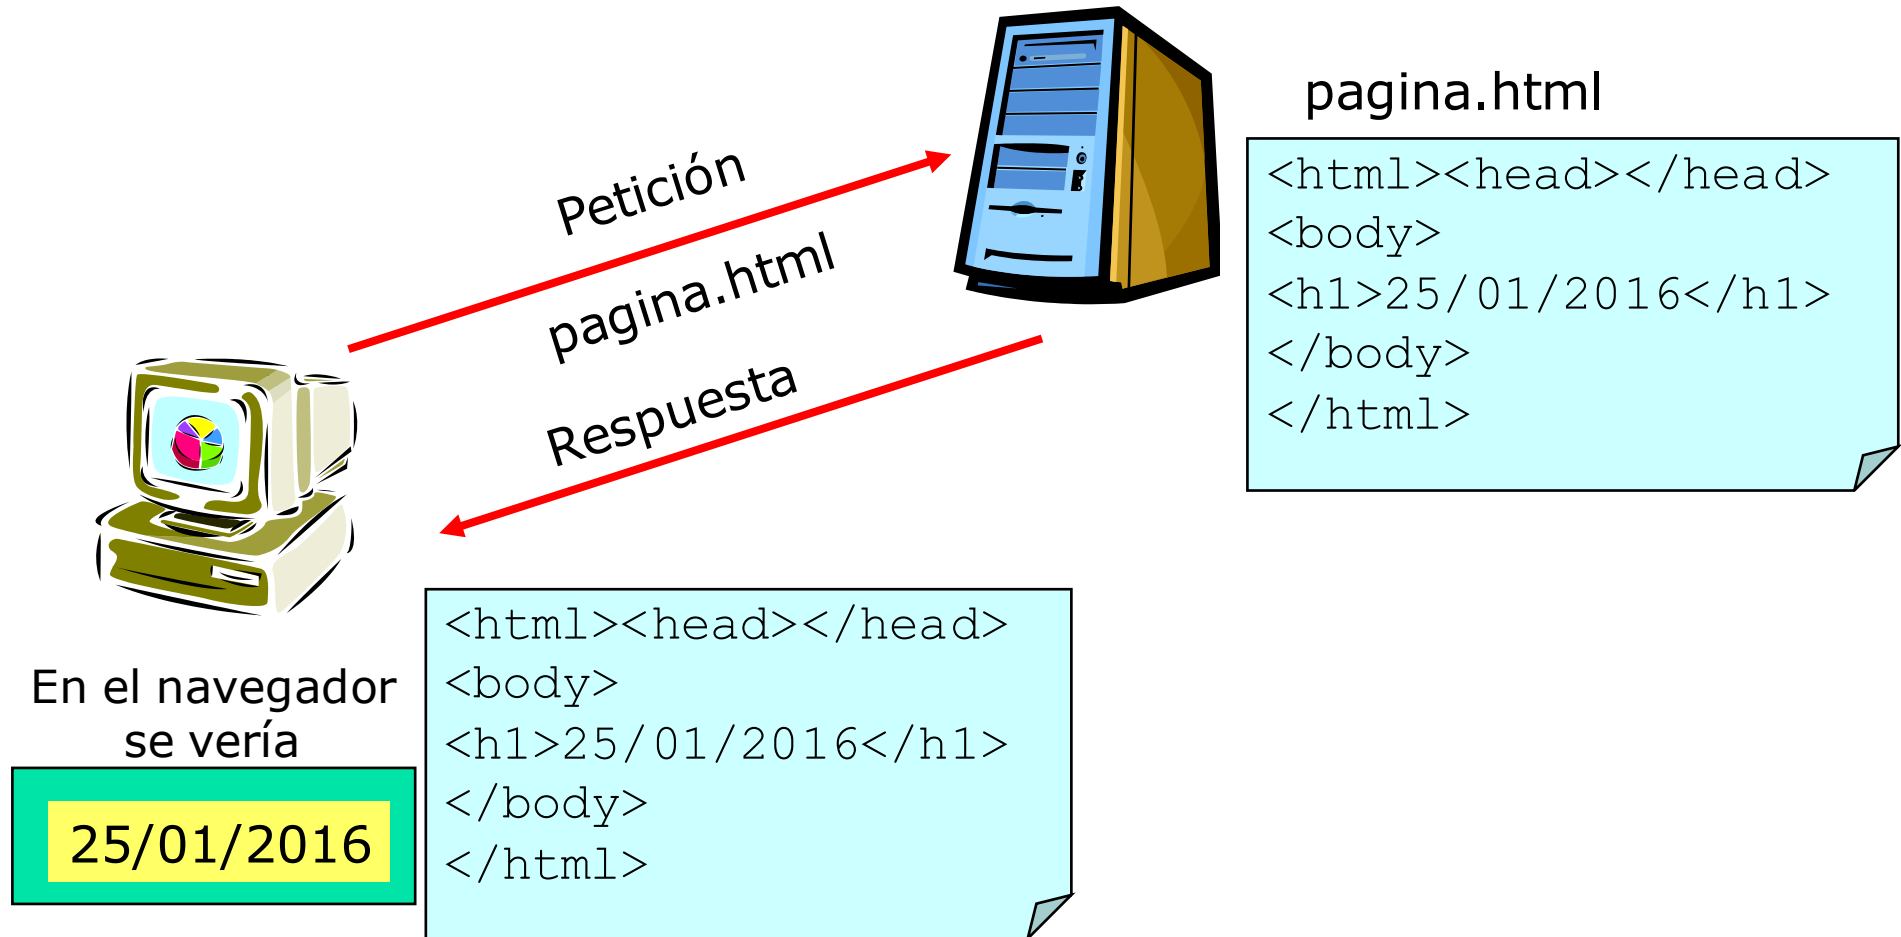 pagina.html
<html><head></head>
<body>
<h1>25/01/2016</h1>
</body>
</html>
Petición
pagina.html
Respuesta
En el navegador
se vería
25/01/2016
<html><head></head>
<body>
<h1>25/01/2016</h1>
</body>
</html>